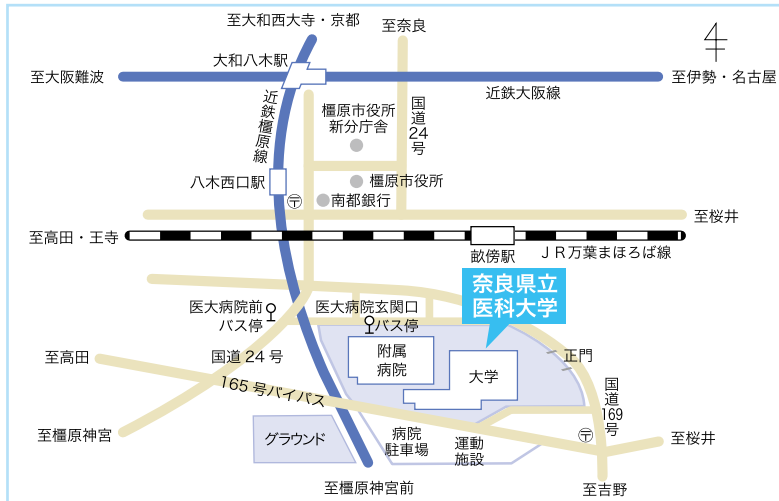 至大和西大寺・京都
至奈良
大和八木駅
至大阪難波
至伊勢・名古屋
近鉄大阪線
近鉄橿原線
橿原市役所
新分庁舎
国道24号
八木西口駅
橿原市役所
〒
南都銀行
至桜井
至高田・王寺
畝傍駅
JR万葉まほろば線
奈良県立
医科大学
医大病院前
バス停
医大病院玄関口
バス停
国道24号
附属
病院
大学
正門
至高田
165号バイパス
国道169号
至橿原神宮
グラウンド
病院
駐車場
運動
施設
〒
至桜井
至橿原神宮前
至吉野